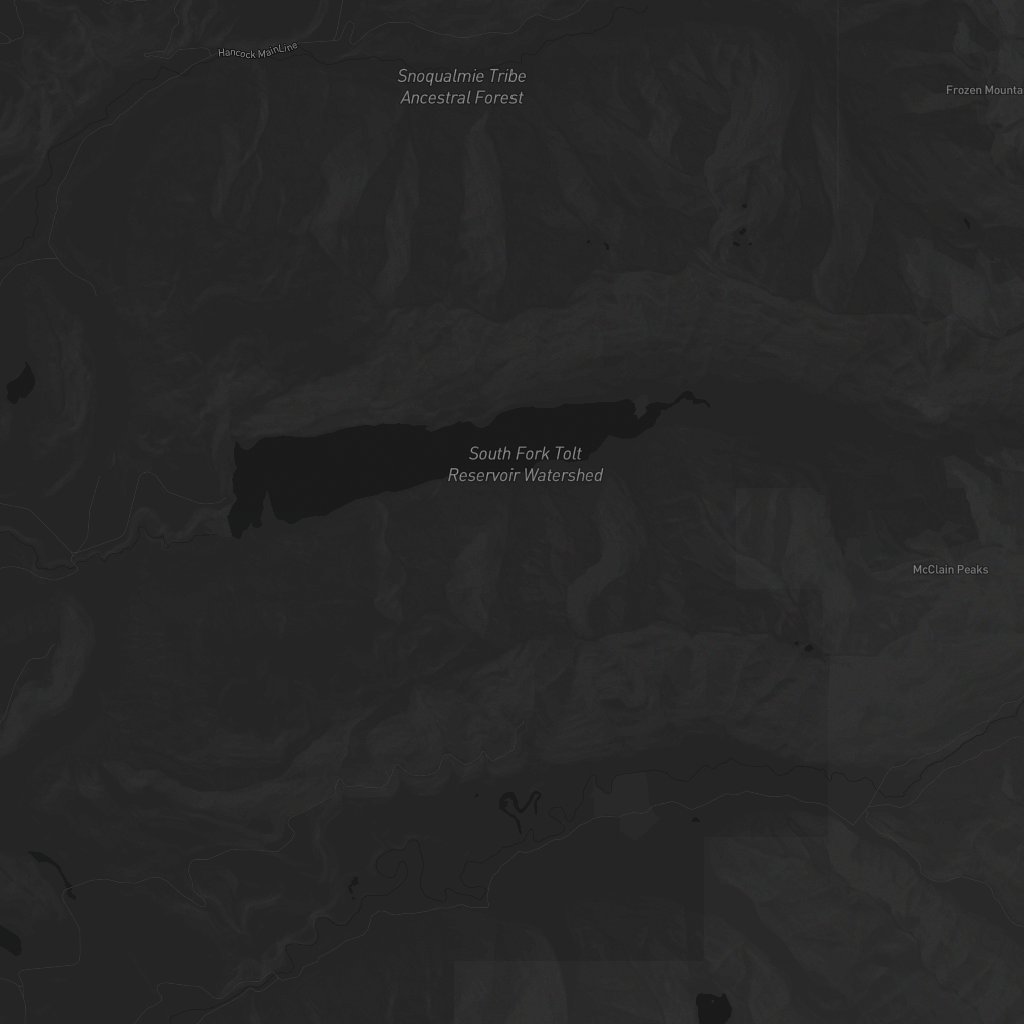 Hancock MainLine
Snoqualmie Tribe
Ancestral Forest
Frozen Mounta
South Fork Tolt
Reservoir Watershed
McClain Peaks